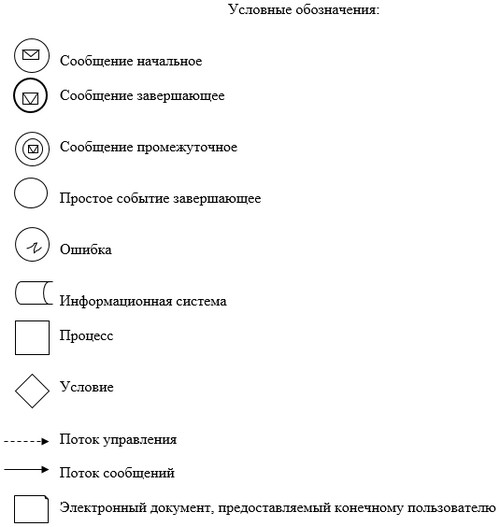 Условные обозначения:
Сообщение начальное
Сообщение завершающее
Сообщение промежуточное
Простое событие завершающее
Ошибка
Информационная система
Процесс
Условие
Поток управления
Поток сообщений
Электронный документ, предоставляемый конечному пользователю